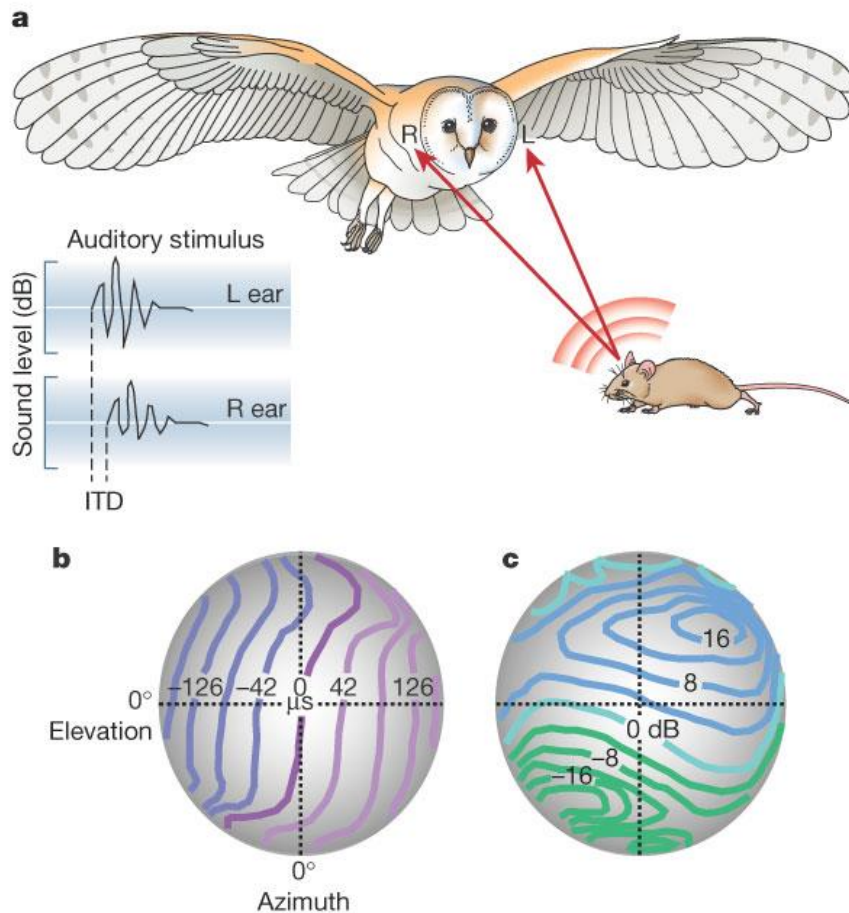 a
R
L
Auditory stimulus
Sound level (dB)
L ear
R ear
ITD
b
0°
Elevation
−126
−42
0
42
126
μs
0°
Azimuth
c
16
8
0 dB
−8
−16